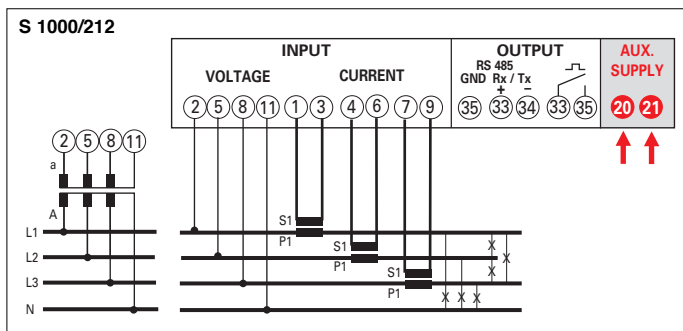 S 1000/212
INPUT
OUTPUT
AUX.
SUPPLY
VOLTAGE
CURRENT
RS 485
GND Rx / Tx
+ −
2 5 8 11 1 3 4 6 7 9 35 33 34 33 35 20 21
2 5 8 11
a
A
S1
L1
P1
S1
L2
P1
S1
L3
P1
N
X
X
X
X X X